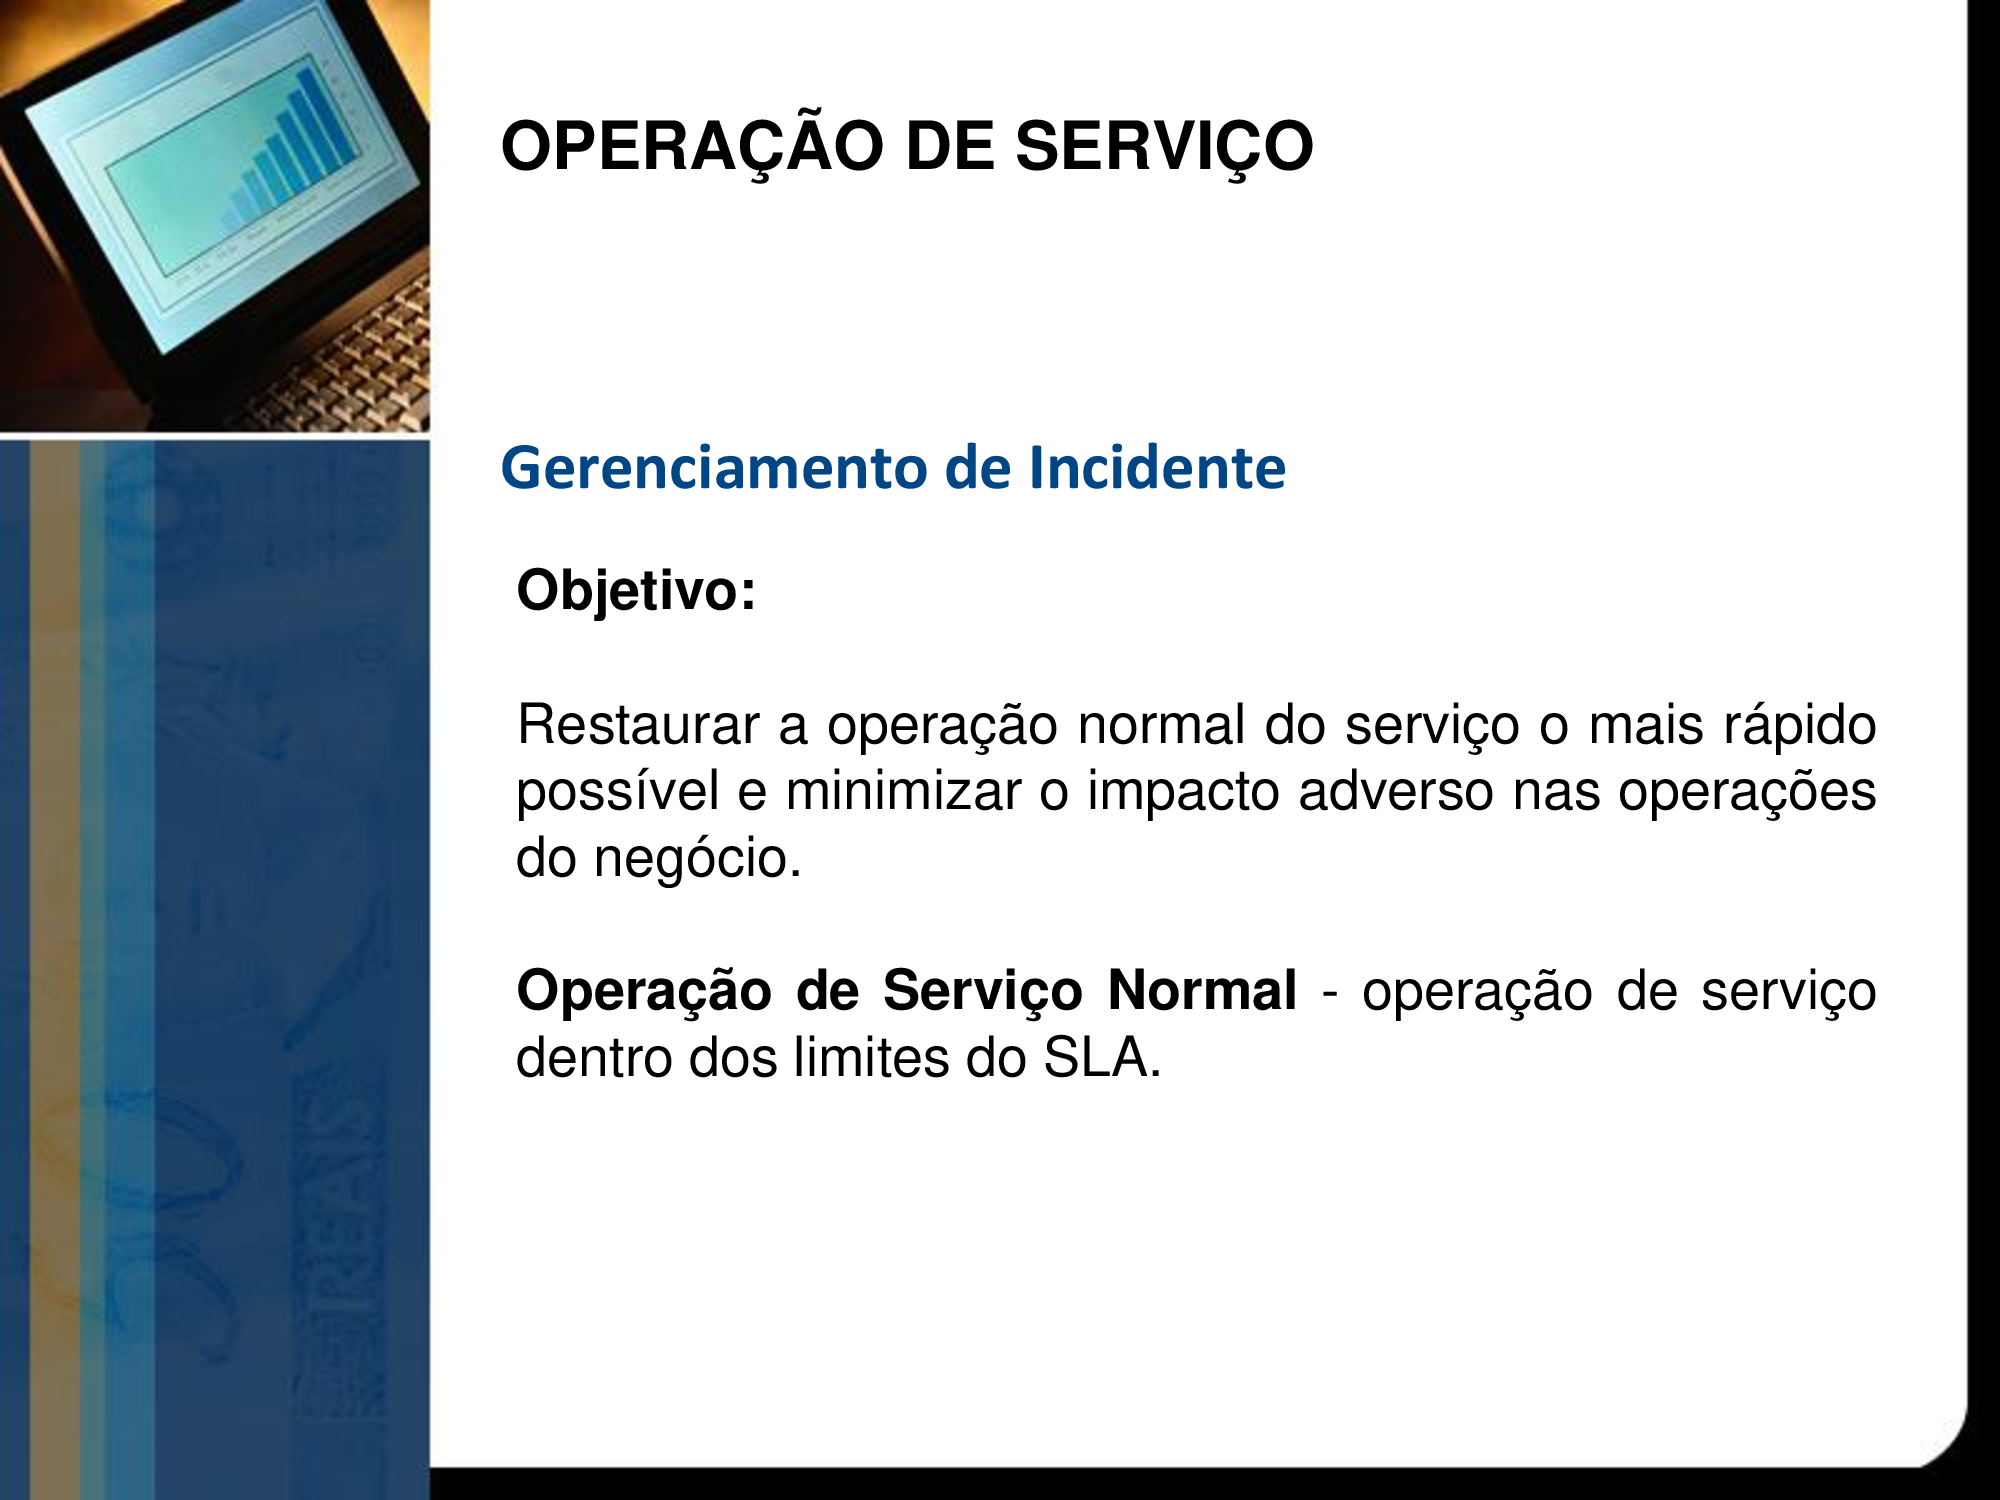 OPERAÇÃO DE SERVIÇO
Gerenciamento de Incidente
Objetivo:
Restaurar a operação normal do serviço o mais rápido
possível e minimizar o impacto adverso nas operações
do negócio.
Operação de Serviço Normal - operação de serviço
dentro dos limites do SLA.
REAIS